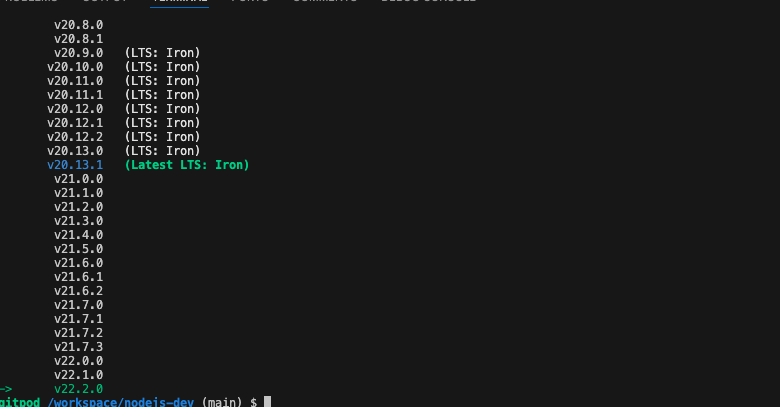 TERMINAL
v20.8.0
v20.8.1
v20.9.0 (LTS: Iron)
v20.10.0 (LTS: Iron)
v20.11.0 (LTS: Iron)
v20.11.1 (LTS: Iron)
v20.12.0 (LTS: Iron)
v20.12.1 (LTS: Iron)
v20.12.2 (LTS: Iron)
v20.13.0 (LTS: Iron)
v20.13.1 (Latest LTS: Iron)
v21.0.0
v21.1.0
v21.2.0
v21.3.0
v21.4.0
v21.5.0
v21.6.0
v21.6.1
v21.6.2
v21.7.0
v21.7.1
v21.7.2
v21.7.3
v22.0.0
v22.1.0
-> v22.2.0
gitpod /workspace/nodejs-dev (main) $